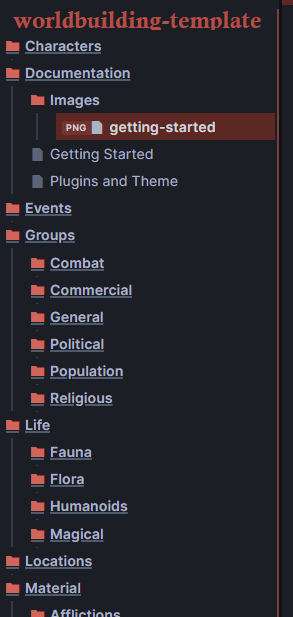 worldbuilding-template
Characters
Documentation
Images
PNG getting-started
Getting Started
Plugins and Theme
Events
Groups
Combat
Commercial
General
Political
Population
Religious
Life
Fauna
Flora
Humanoids
Magical
Locations
Material
Afflictions